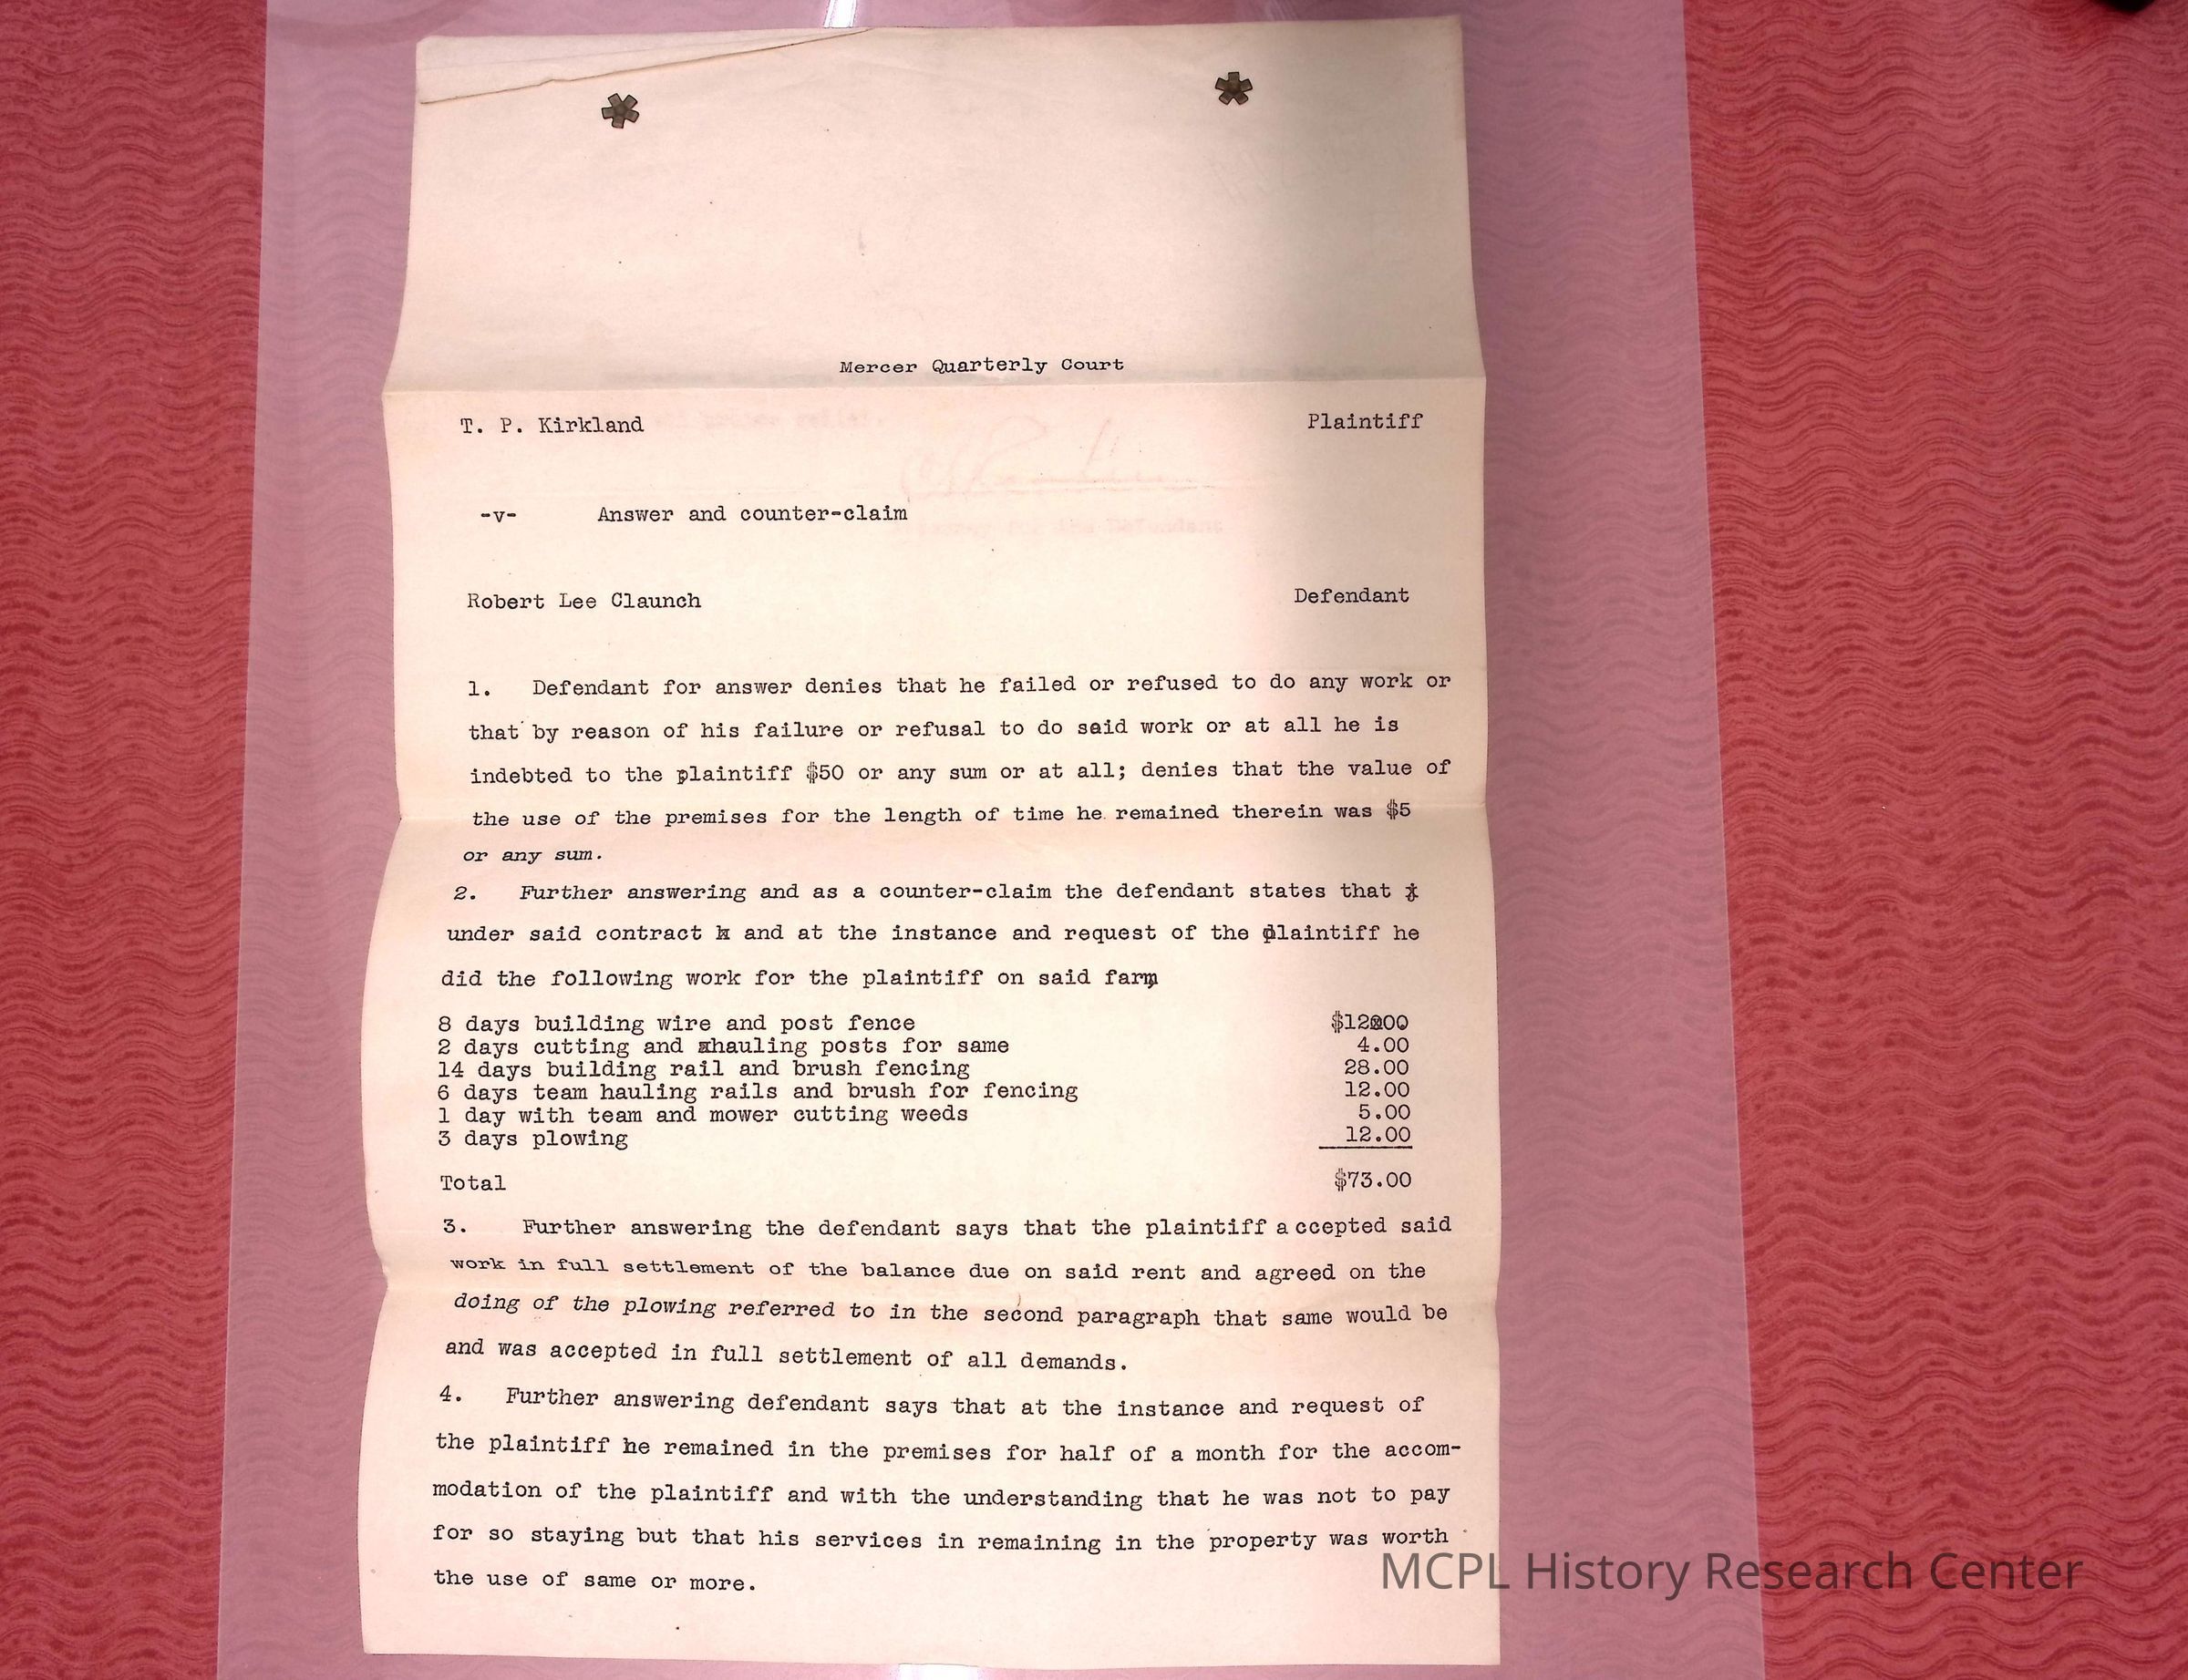 Mercer Quarterly Court
T. P. Kirkland Plaintiff
-v- Answer and counter-claim
Robert Lee Claunch Defendant
1. Defendant for answer denies that he failed or refused to do any work or
that by reason of his failure or refusal to do said work or at all he is
indebted to the plaintiff $50 or any sum or at all; denies that the value of
the use of the premises for the length of time he remained therein was $5
or any sum.
2. Further answering and as a counter-claim the defendant states that
under said contract and at the instance and request of the plaintiff he
did the following work for the plaintiff on said farm,
8 days building wire and post fence $12.00
2 days cutting and hauling posts for same 4.00
14 days building rail and brush fencing 28.00
6 days team hauling rails and brush for fencing 12.00
1 day with team and mower cutting weeds 5.00
3 days plowing 12.00
Total $73.00
3. Further answering the defendant says that the plaintiff accepted said
work in full settlement of the balance due on said rent and agreed on the
doing of the plowing referred to in the second paragraph that same would be
and was accepted in full settlement of all demands.
4. Further answering defendant says that at the instance and request of
the plaintiff he remained in the premises for half of a month for the accom-
modation of the plaintiff and with the understanding that he was not to pay
for so staying but that his services in remaining in the property was worth
the use of same or more.
MCPL History Research Center